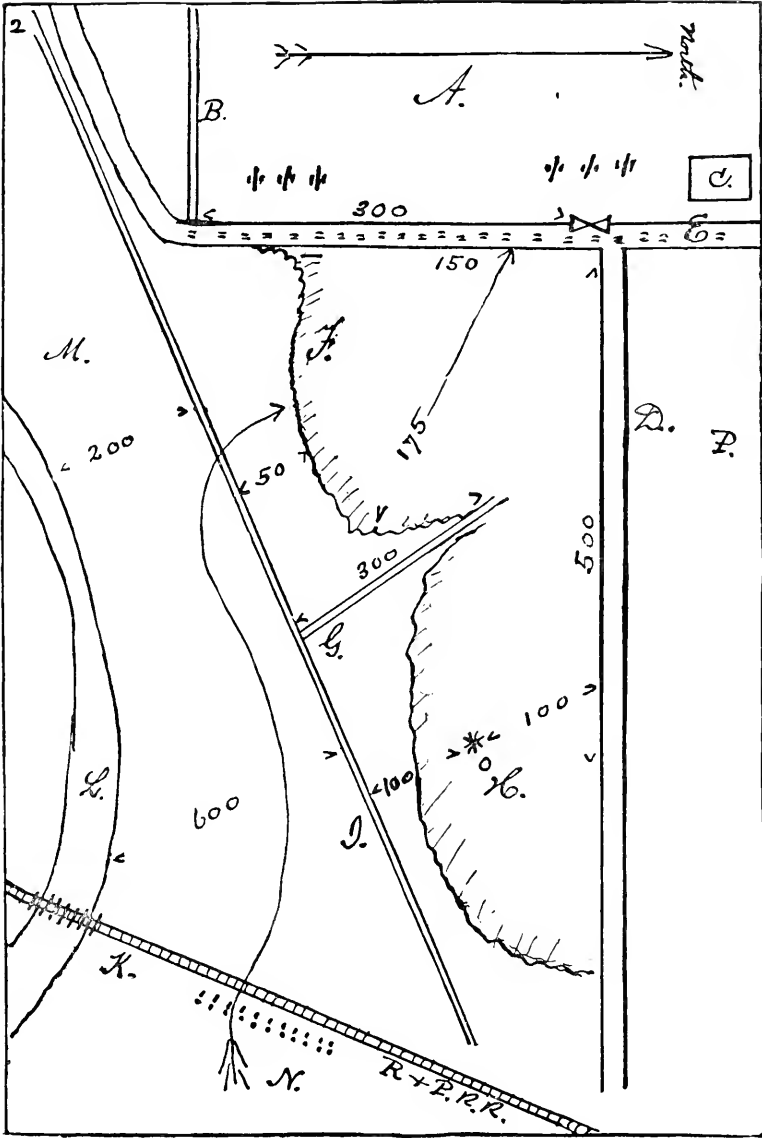 2
North.
A.
B.
C.
300
E
150
F.
M.
D.
P.
175
200
50
500
300
G.
100
O
H.
100
L.
600
I.
K.
N.
R + P. R. R.